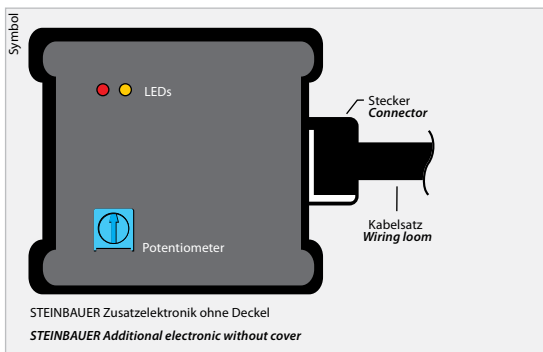 Symbol
LEDs
Stecker
Connector
Kabelsatz
Wiring loom
Potentiometer
STEINBAUER Zusatzelektronik ohne Deckel
STEINBAUER Additional electronic without cover